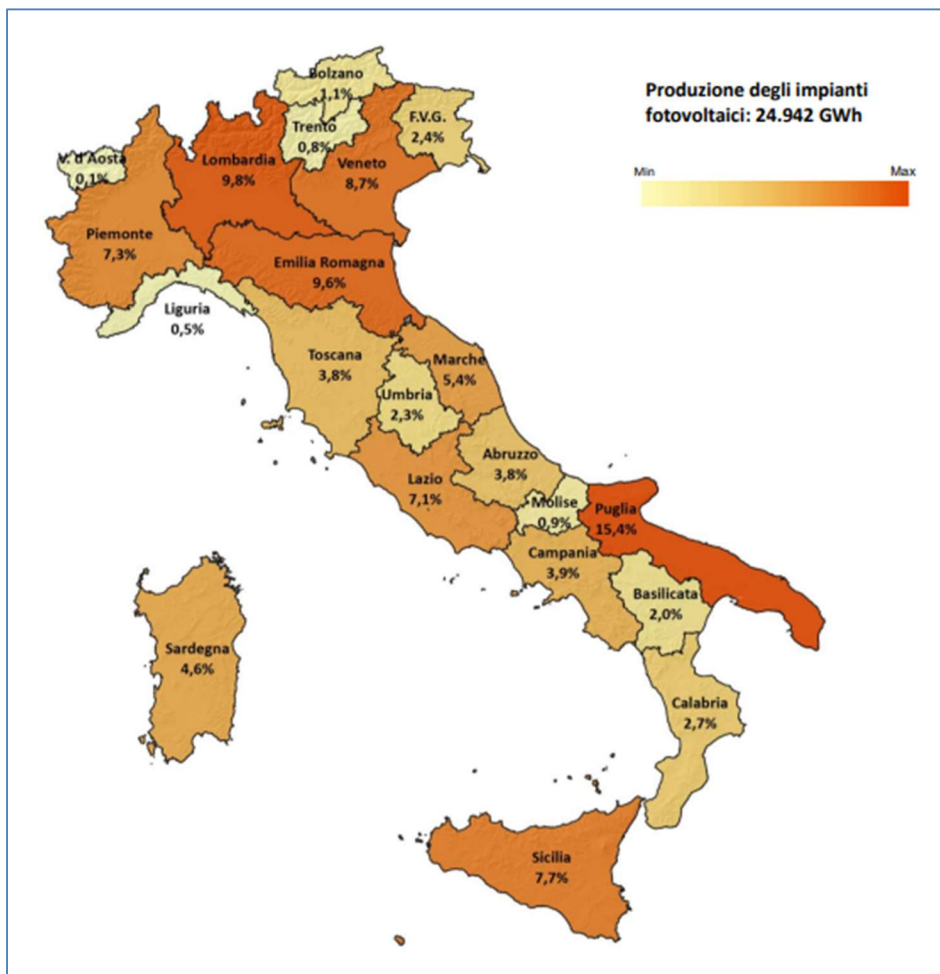 Produzione degli impianti
fotovoltaici: 24.942 GWh
Min
Max
Bolzano
1,1%
Trento
0,8%
F.V.G.
2,4%
V. d'Aosta
0,1%
Lombardia
9,8%
Veneto
8,7%
Piemonte
7,3%
Emilia Romagna
9,6%
Liguria
0,5%
Toscana
3,8%
Marche
5,4%
Umbria
2,3%
Abruzzo
3,8%
Lazio
7,1%
Molise
0,9%
Puglia
15,4%
Campania
3,9%
Basilicata
2,0%
Sardegna
4,6%
Calabria
2,7%
Sicilia
7,7%